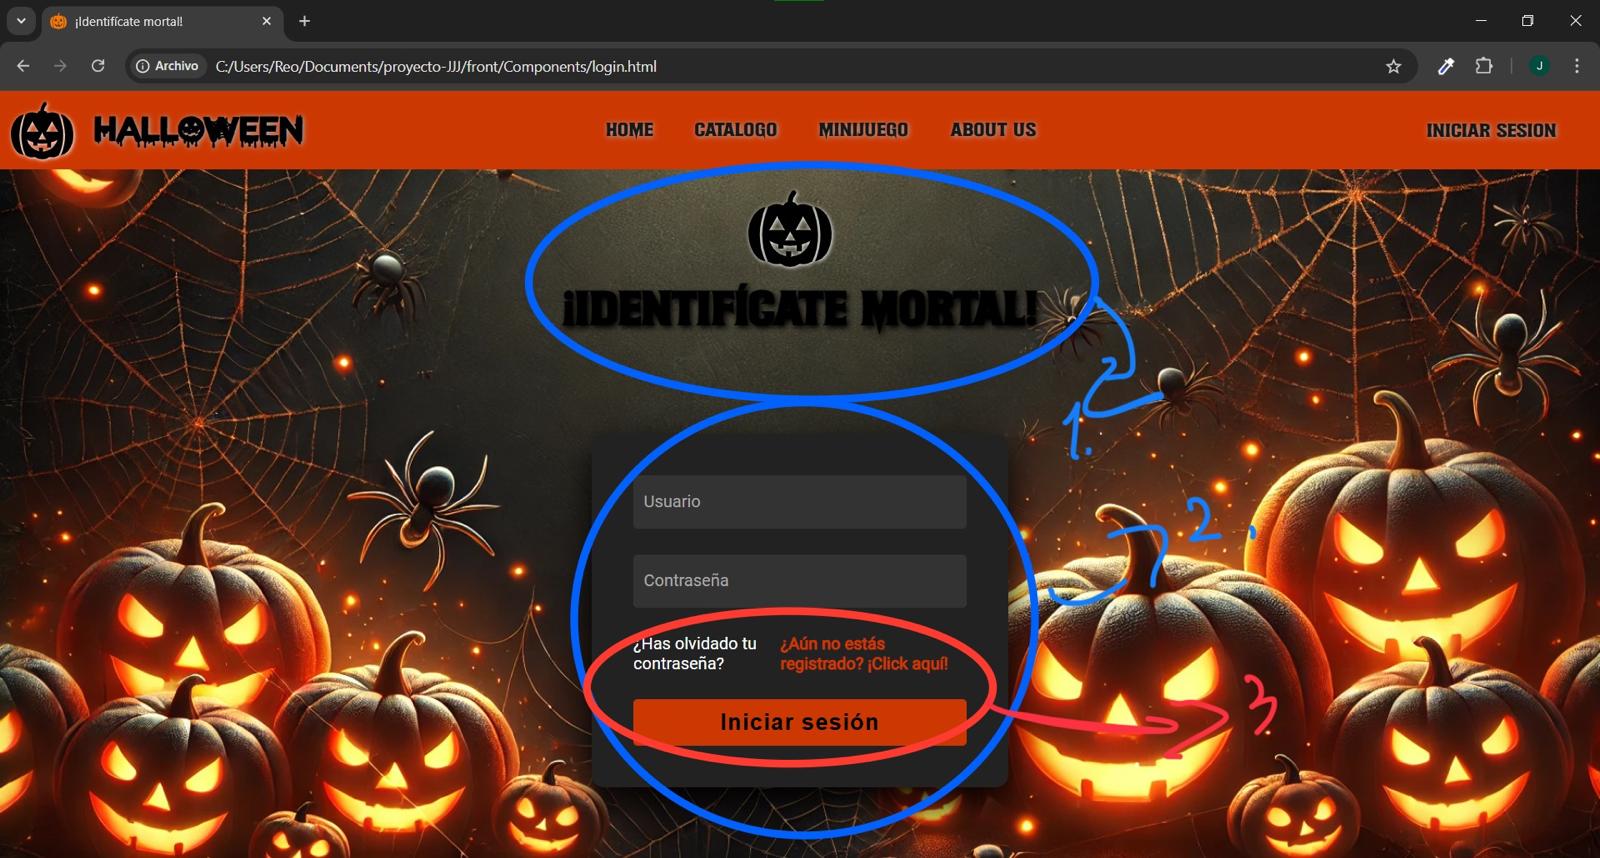 ¡Identifícate mortal!
Archivo
C:/Users/Reo/Documents/proyecto-JJJ/front/Components/login.html
J
HALLOWEEN
HOME CATALOGO MINIJUEGO ABOUT US INICIAR SESION
¡IDENTIFÍCATE MORTAL!
1.
Usuario
2.
Contraseña
¿Has olvidado tu contraseña?
¿Aún no estás registrado? ¡Click aquí!
3
Iniciar sesión